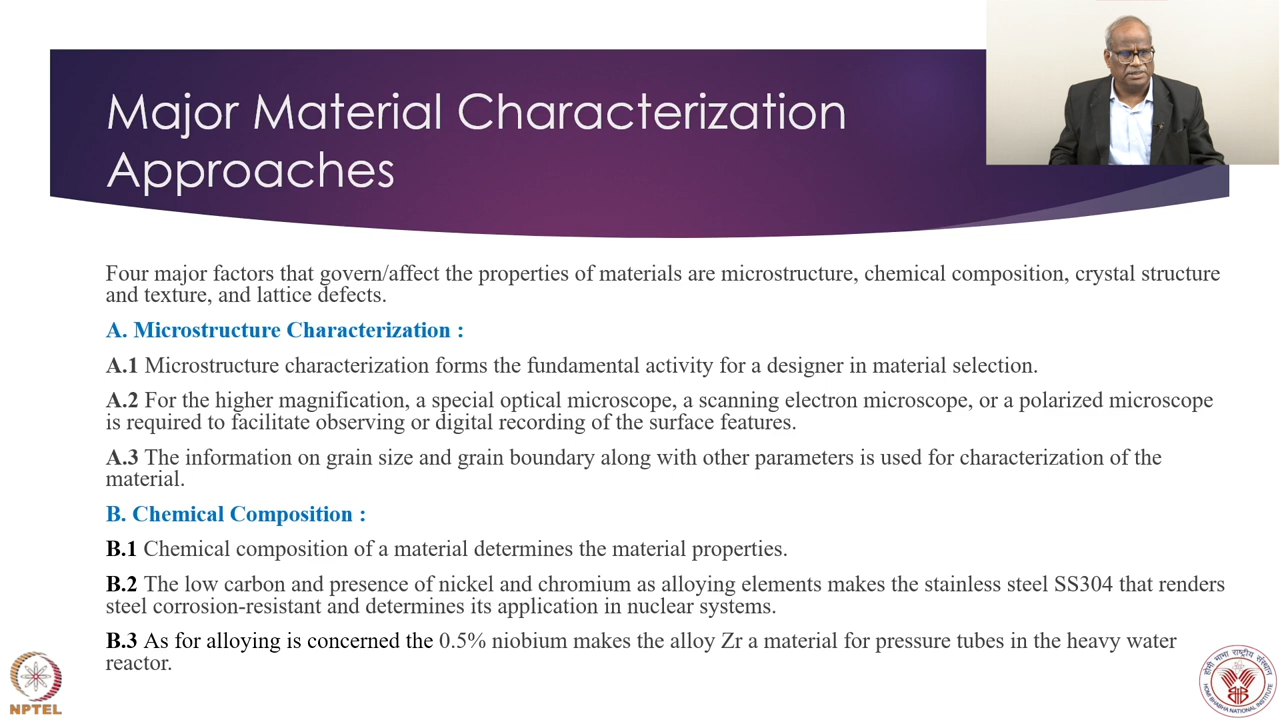 Major Material Characterization
Approaches
Four major factors that govern/affect the properties of materials are microstructure, chemical composition, crystal structure
and texture, and lattice defects.
A. Microstructure Characterization :
A.1 Microstructure characterization forms the fundamental activity for a designer in material selection.
A.2 For the higher magnification, a special optical microscope, a scanning electron microscope, or a polarized microscope
is required to facilitate observing or digital recording of the surface features.
A.3 The information on grain size and grain boundary along with other parameters is used for characterization of the
material.
B. Chemical Composition :
B.1 Chemical composition of a material determines the material properties.
B.2 The low carbon and presence of nickel and chromium as alloying elements makes the stainless steel SS304 that renders
steel corrosion-resistant and determines its application in nuclear systems.
B.3 As for alloying is concerned the 0.5% niobium makes the alloy Zr a material for pressure tubes in the heavy water
reactor.
NPTEL
होमी भाभा राष्ट्रीय संस्थान
HOMI BHABHA NATIONAL INSTITUTE